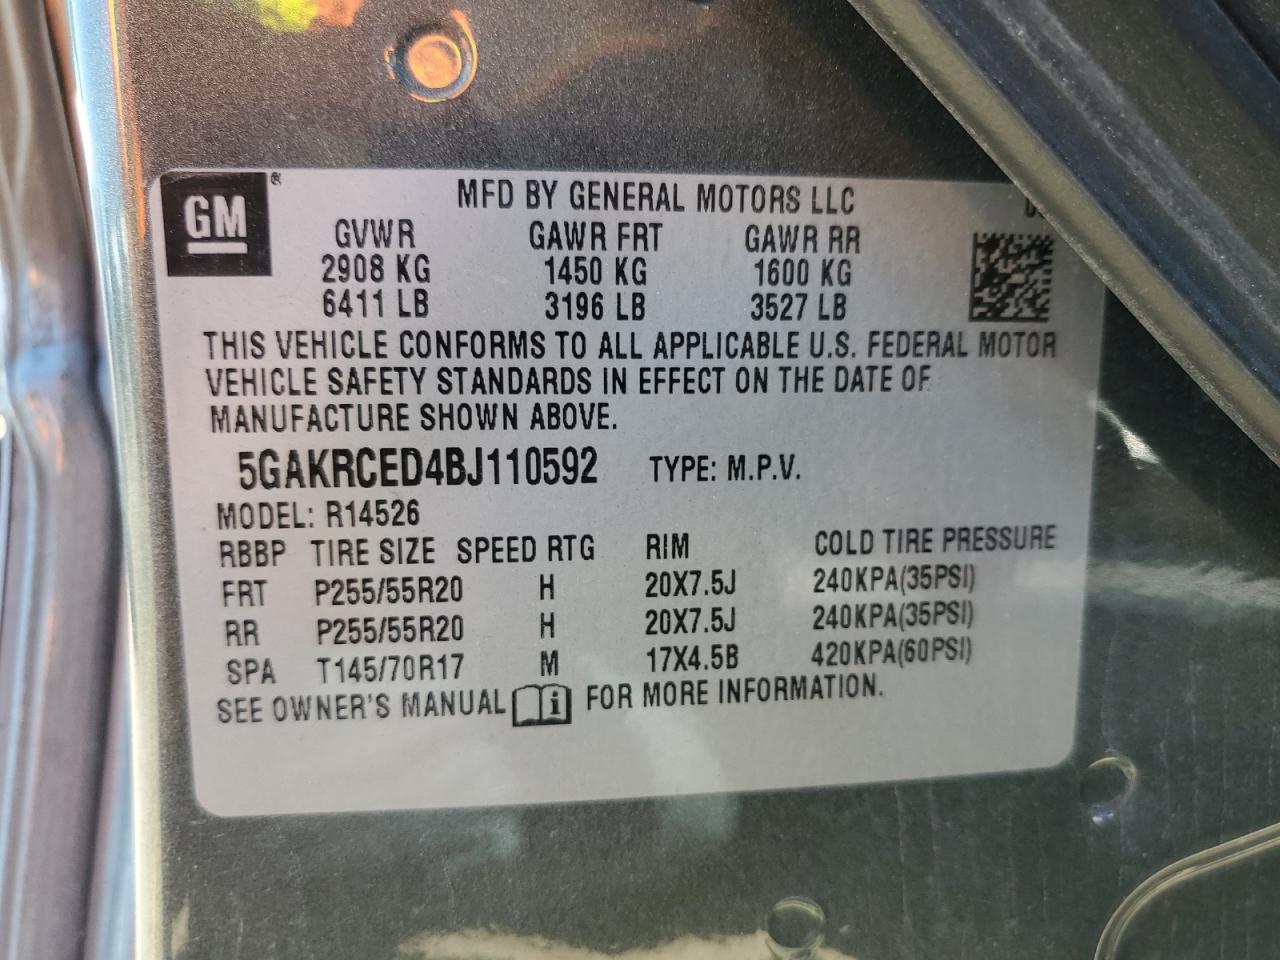 GM® MFD BY GENERAL MOTORS LLC
GVWR GAWR FRT GAWR RR
2908 KG 1450 KG 1600 KG
6411 LB 3196 LB 3527 LB
THIS VEHICLE CONFORMS TO ALL APPLICABLE U.S. FEDERAL MOTOR
VEHICLE SAFETY STANDARDS IN EFFECT ON THE DATE OF
MANUFACTURE SHOWN ABOVE.
5GAKRCED4BJ110592 TYPE: M.P.V.
MODEL: R14526
RBBP TIRE SIZE SPEED RTG RIM COLD TIRE PRESSURE
FRT P255/55R20 H 20X7.5J 240KPA(35PSI)
RR P255/55R20 H 20X7.5J 240KPA(35PSI)
SPA T145/70R17 M 17X4.5B 420KPA(60PSI)
SEE OWNER'S MANUAL i FOR MORE INFORMATION.